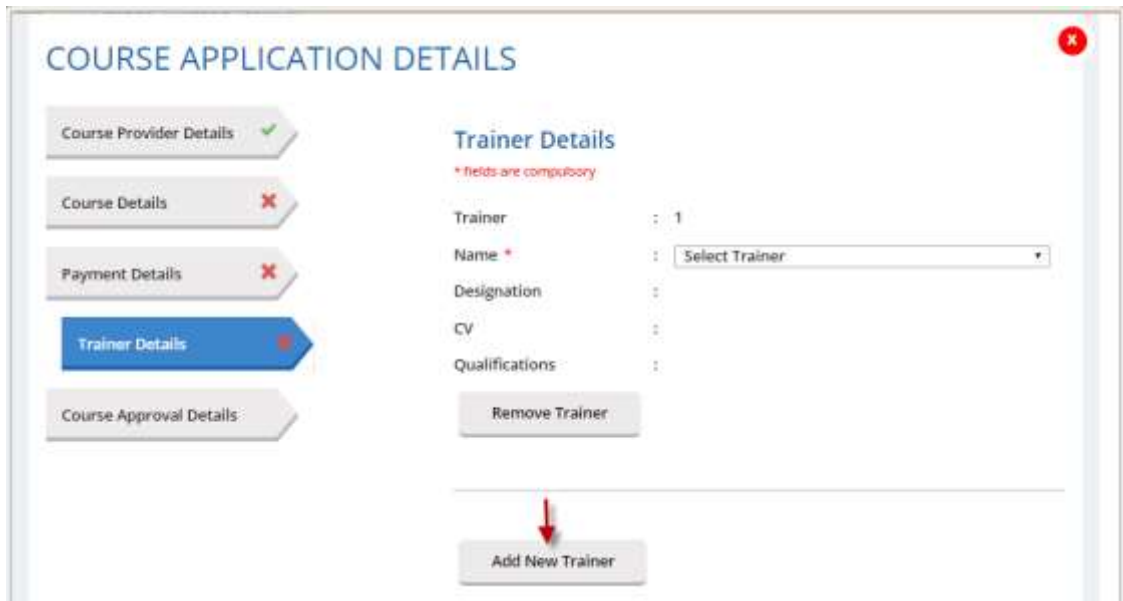 COURSE APPLICATION DETAILS
X
Course Provider Details
Course Details
Payment Details
Trainer Details
Course Approval Details
Trainer Details
* fields are compulsory
Trainer : 1
Name * : Select Trainer
Designation :
CV :
Qualifications :
Remove Trainer
Add New Trainer